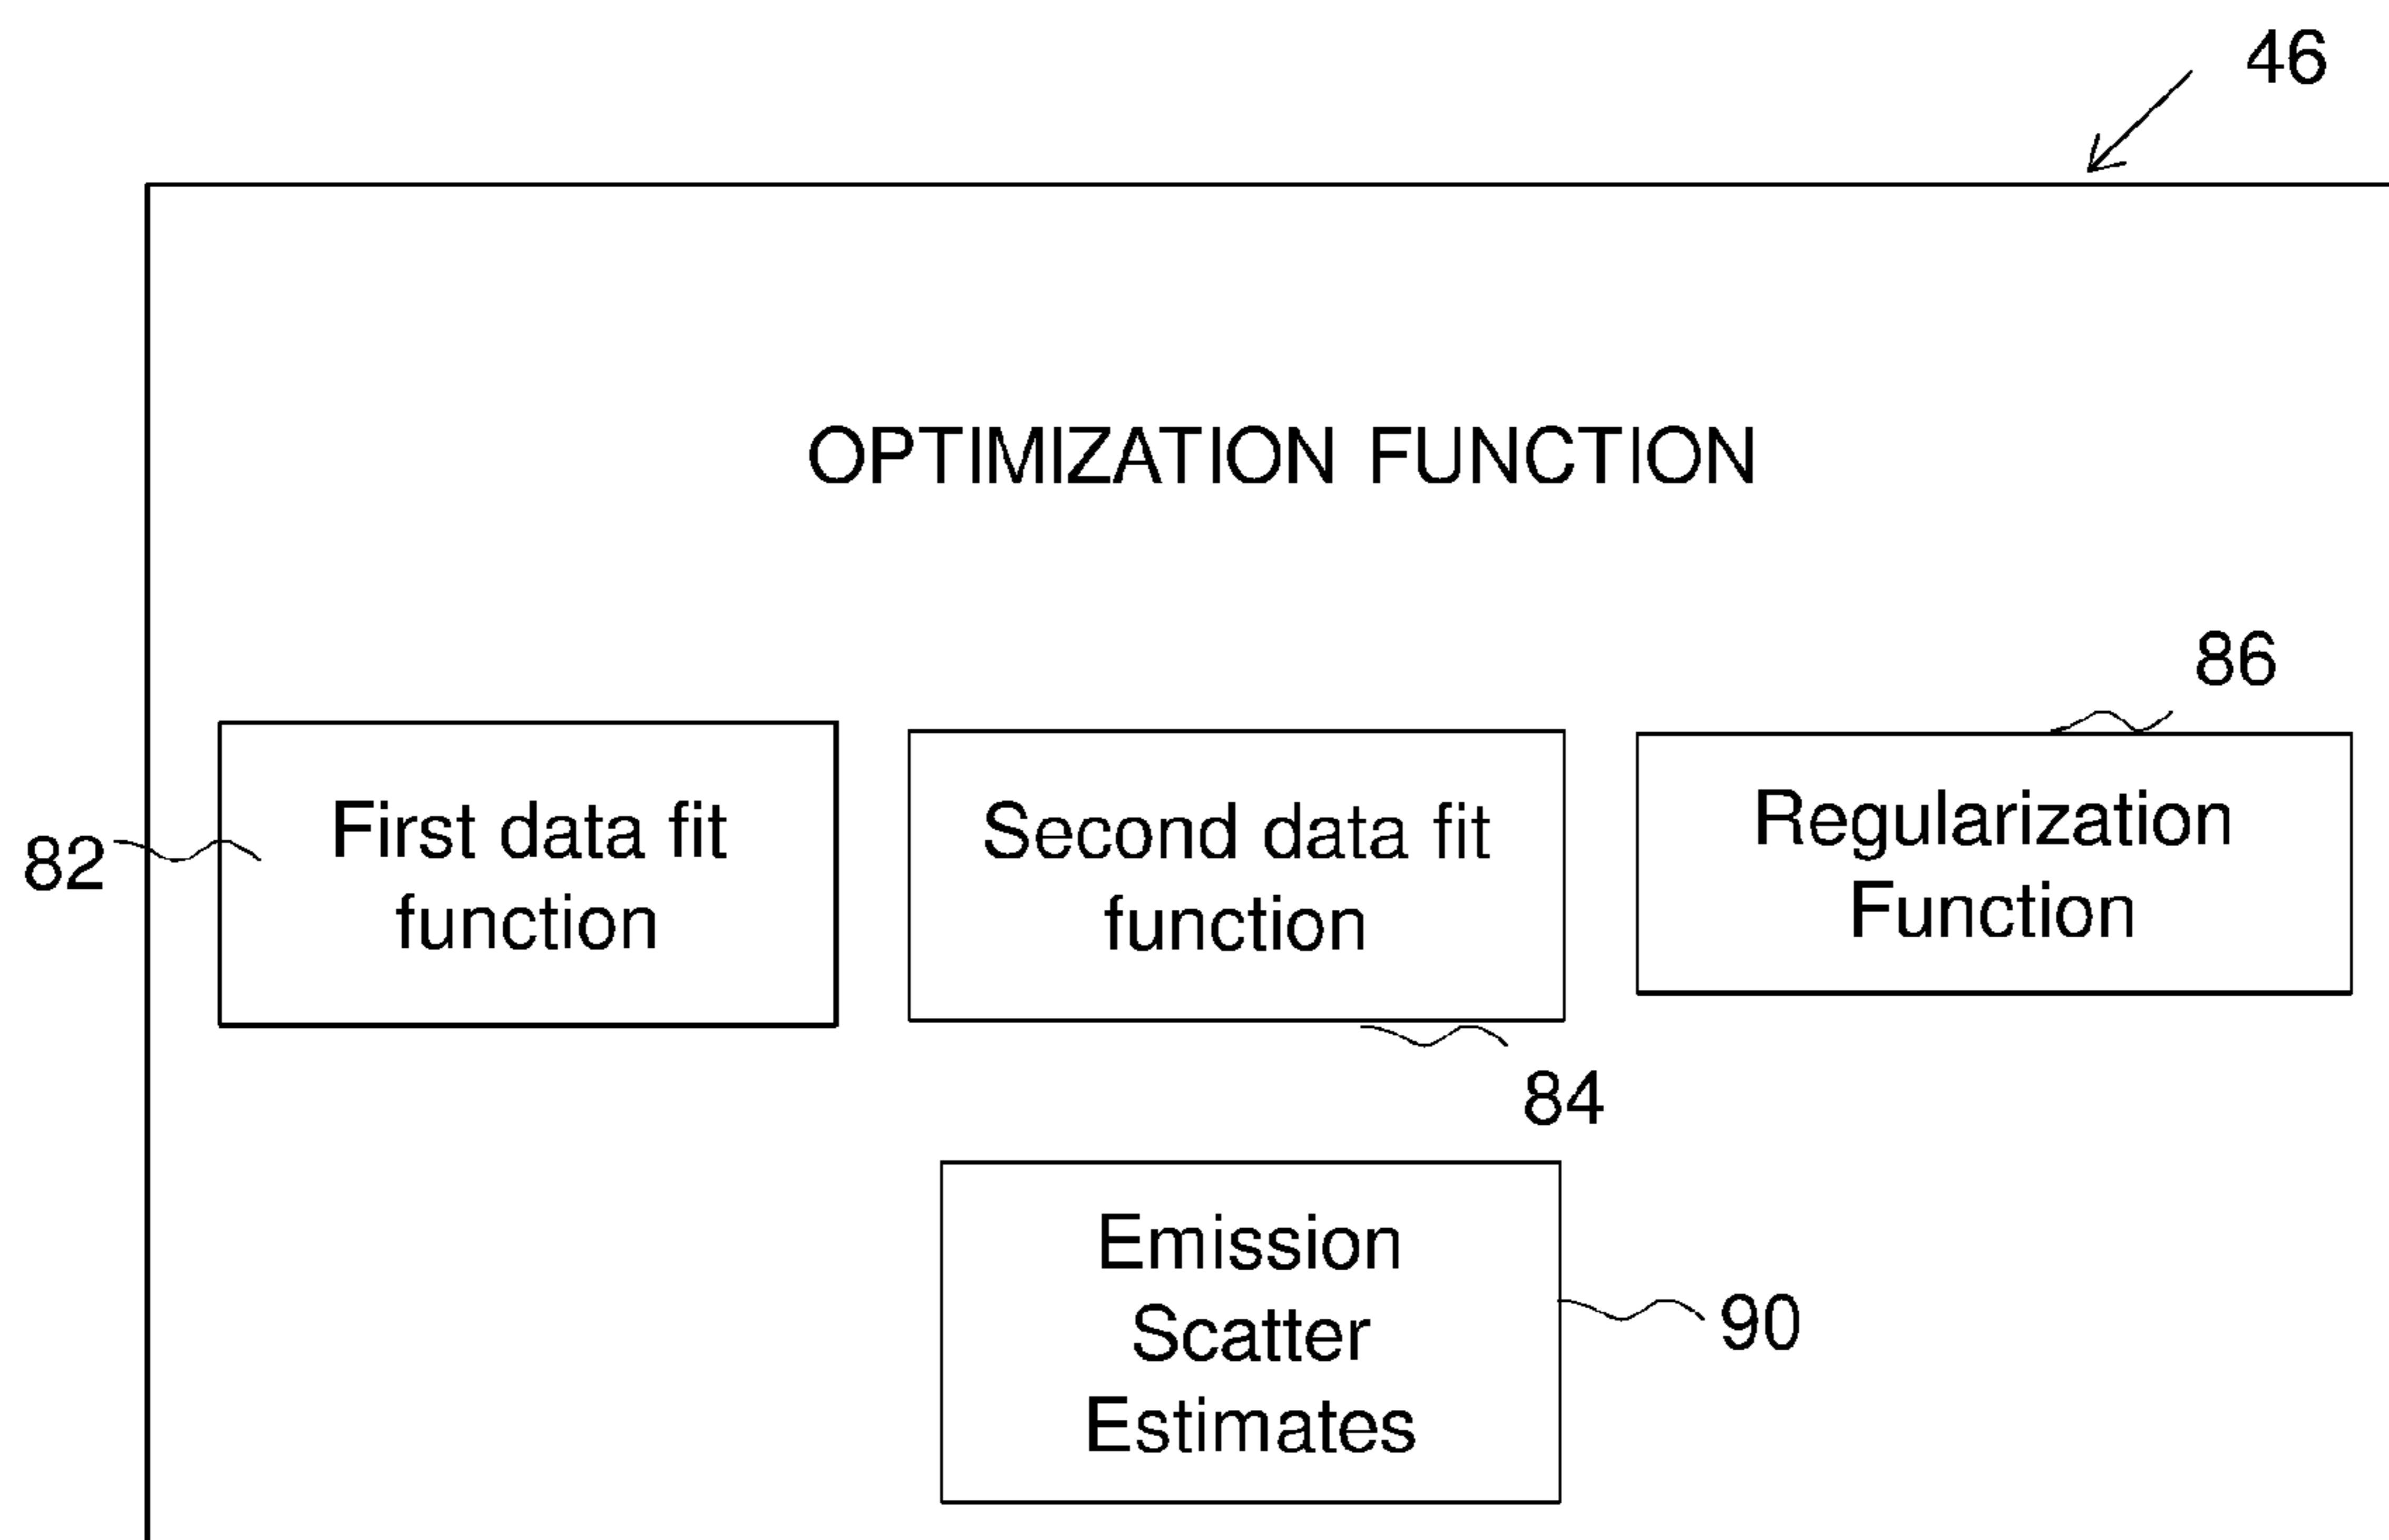 46
OPTIMIZATION FUNCTION
86
82
First data fit
function
Second data fit
function
Regularization
Function
84
Emission
Scatter
Estimates
90